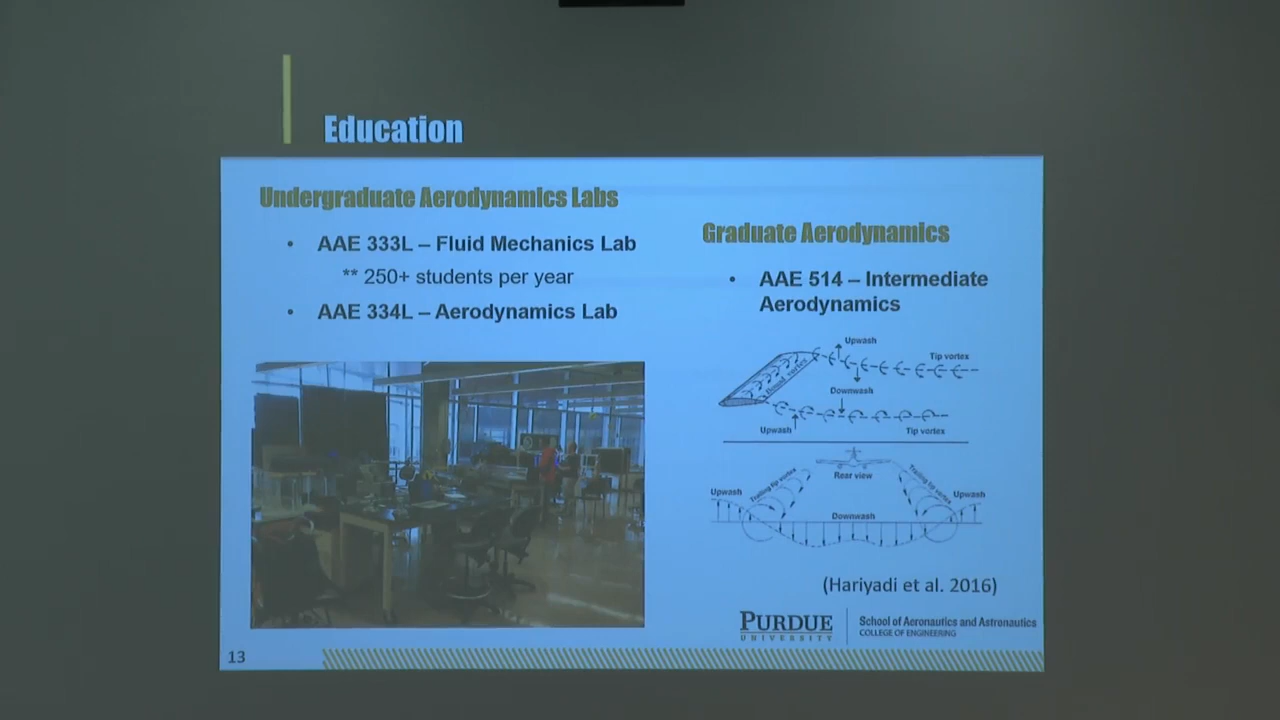 Education
Undergraduate Aerodynamics Labs
• AAE 333L – Fluid Mechanics Lab
** 250+ students per year
• AAE 334L – Aerodynamics Lab
Graduate Aerodynamics
• AAE 514 – Intermediate
Aerodynamics
Upwash
Bound vortex
Tip vortex
Downwash
Upwash
Tip vortex
Rear view
Trailing tip vortex
Trailing tip vortex
Upwash
Upwash
Downwash
(Hariyadi et al. 2016)
PURDUE
UNIVERSITY
School of Aeronautics and Astronautics
COLLEGE OF ENGINEERING
13